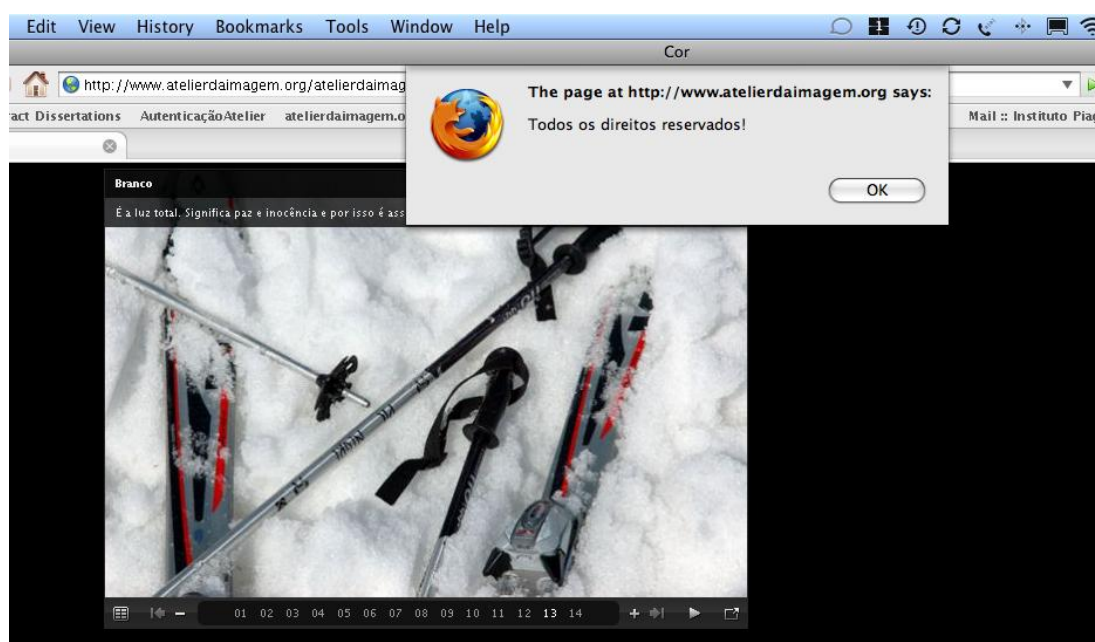 Edit View History Bookmarks Tools Window Help
Cor
http://www.atelierdaimagem.org/atelierdaimag
The page at http://www.atelierdaimagem.org says:
Todos os direitos reservados!
OK
Dissertations AutenticaçãoAtelier atelierdaimagem.o Mail :: Instituto Piag
Branco
É a luz total. Significa paz e inocência e por isso é ass
01 02 03 04 05 06 07 08 09 10 11 12 13 14